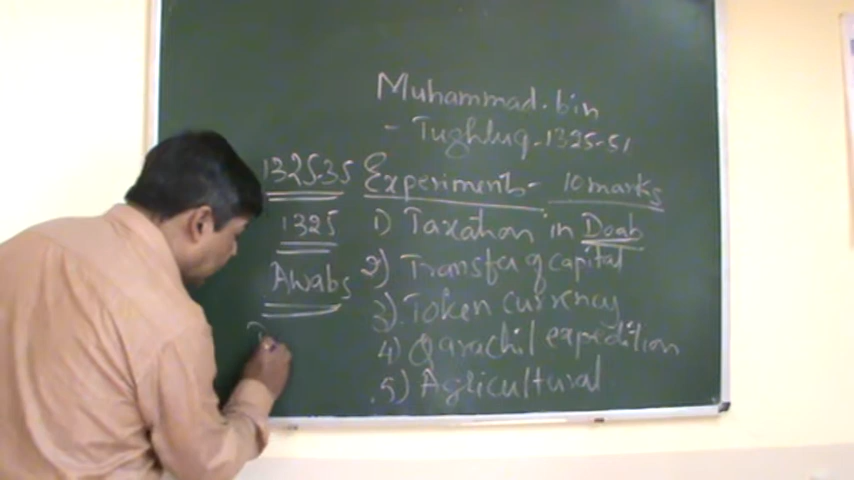 Muhammad. bin
- Tughluq - 1325-51
1325-35 Experiments - 10 marks
1325 1) Taxation in Doab
Awabs 2) Transfer of capital
3) Token currency
4) Qarachil expedition
5) Agricultural